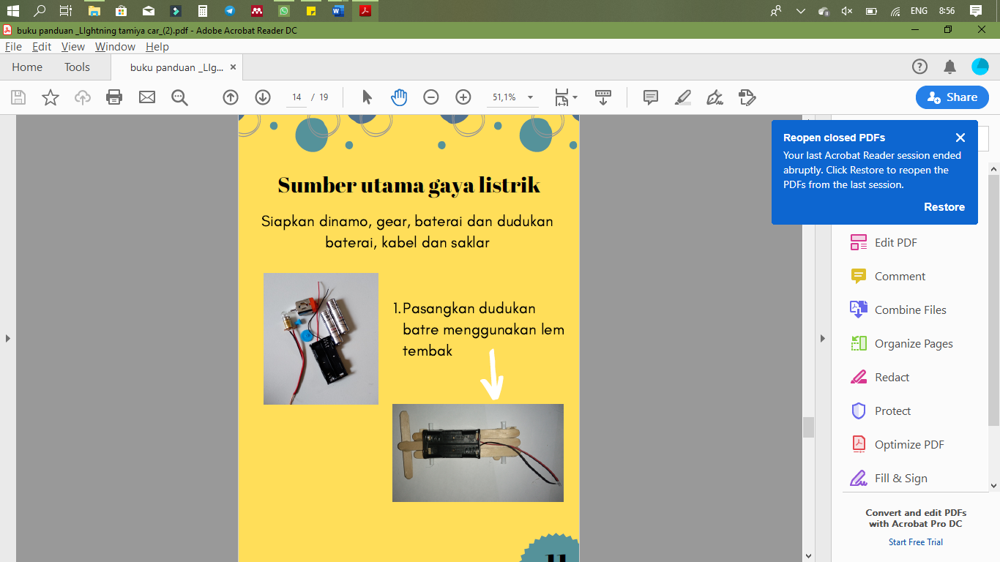 ENG
8:56
buku panduan _LIghtning tamiya car_(2).pdf - Adobe Acrobat Reader DC
File Edit View Window Help
Home
Tools
buku panduan _LIg...
14 / 19
51,1%
Share
Sumber utama gaya listrik
Siapkan dinamo, gear, baterai dan dudukan
baterai, kabel dan saklar
1. Pasangkan dudukan
batre menggunakan lem
tembak
11
Reopen closed PDFs
Your last Acrobat Reader session ended
abruptly. Click Restore to reopen the
PDFs from the last session.
Restore
Edit PDF
Comment
Combine Files
Organize Pages
Redact
Protect
Optimize PDF
Fill & Sign
Convert and edit PDFs
with Acrobat Pro DC
Start Free Trial